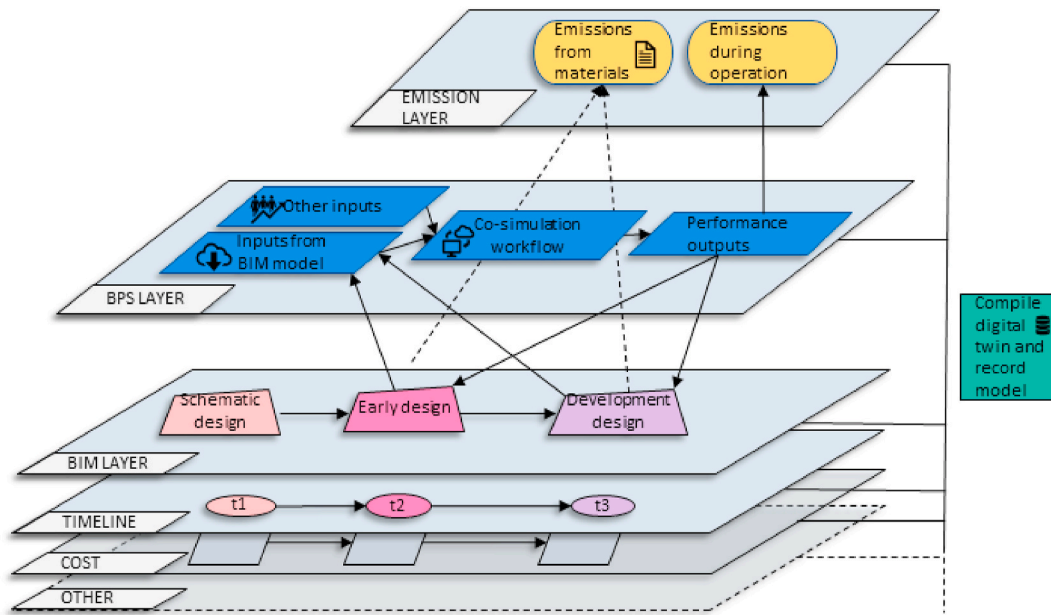 Emissions
from
materials
Emissions
during
operation
EMISSION
LAYER
Other inputs
Inputs from
BIM model
Co-simulation
workflow
Performance
outputs
BPS LAYER
Compile
digital
twin and
record
model
Schematic
design
Early design
Development
design
BIM LAYER
t1
t2
t3
TIMELINE
COST
OTHER